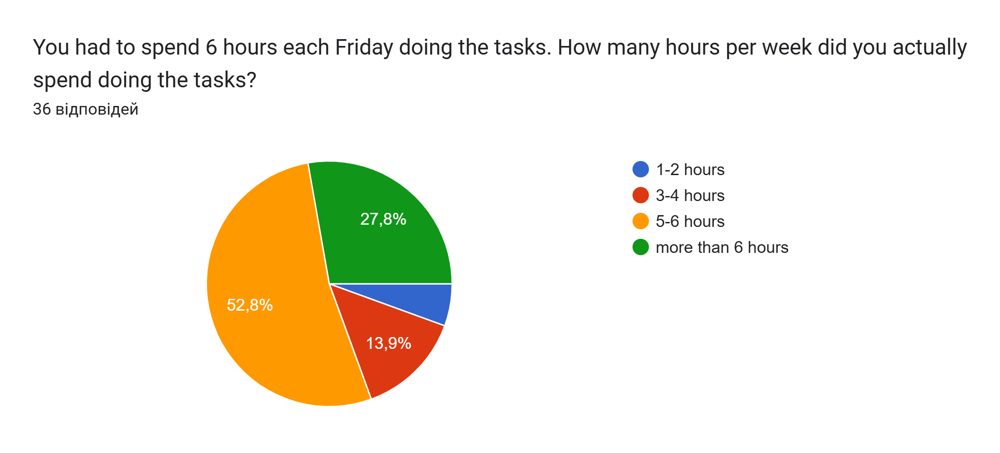 You had to spend 6 hours each Friday doing the tasks. How many hours per week did you actually
spend doing the tasks?
36 відповідей
1-2 hours
3-4 hours
5-6 hours
more than 6 hours
27,8%
52,8%
13,9%